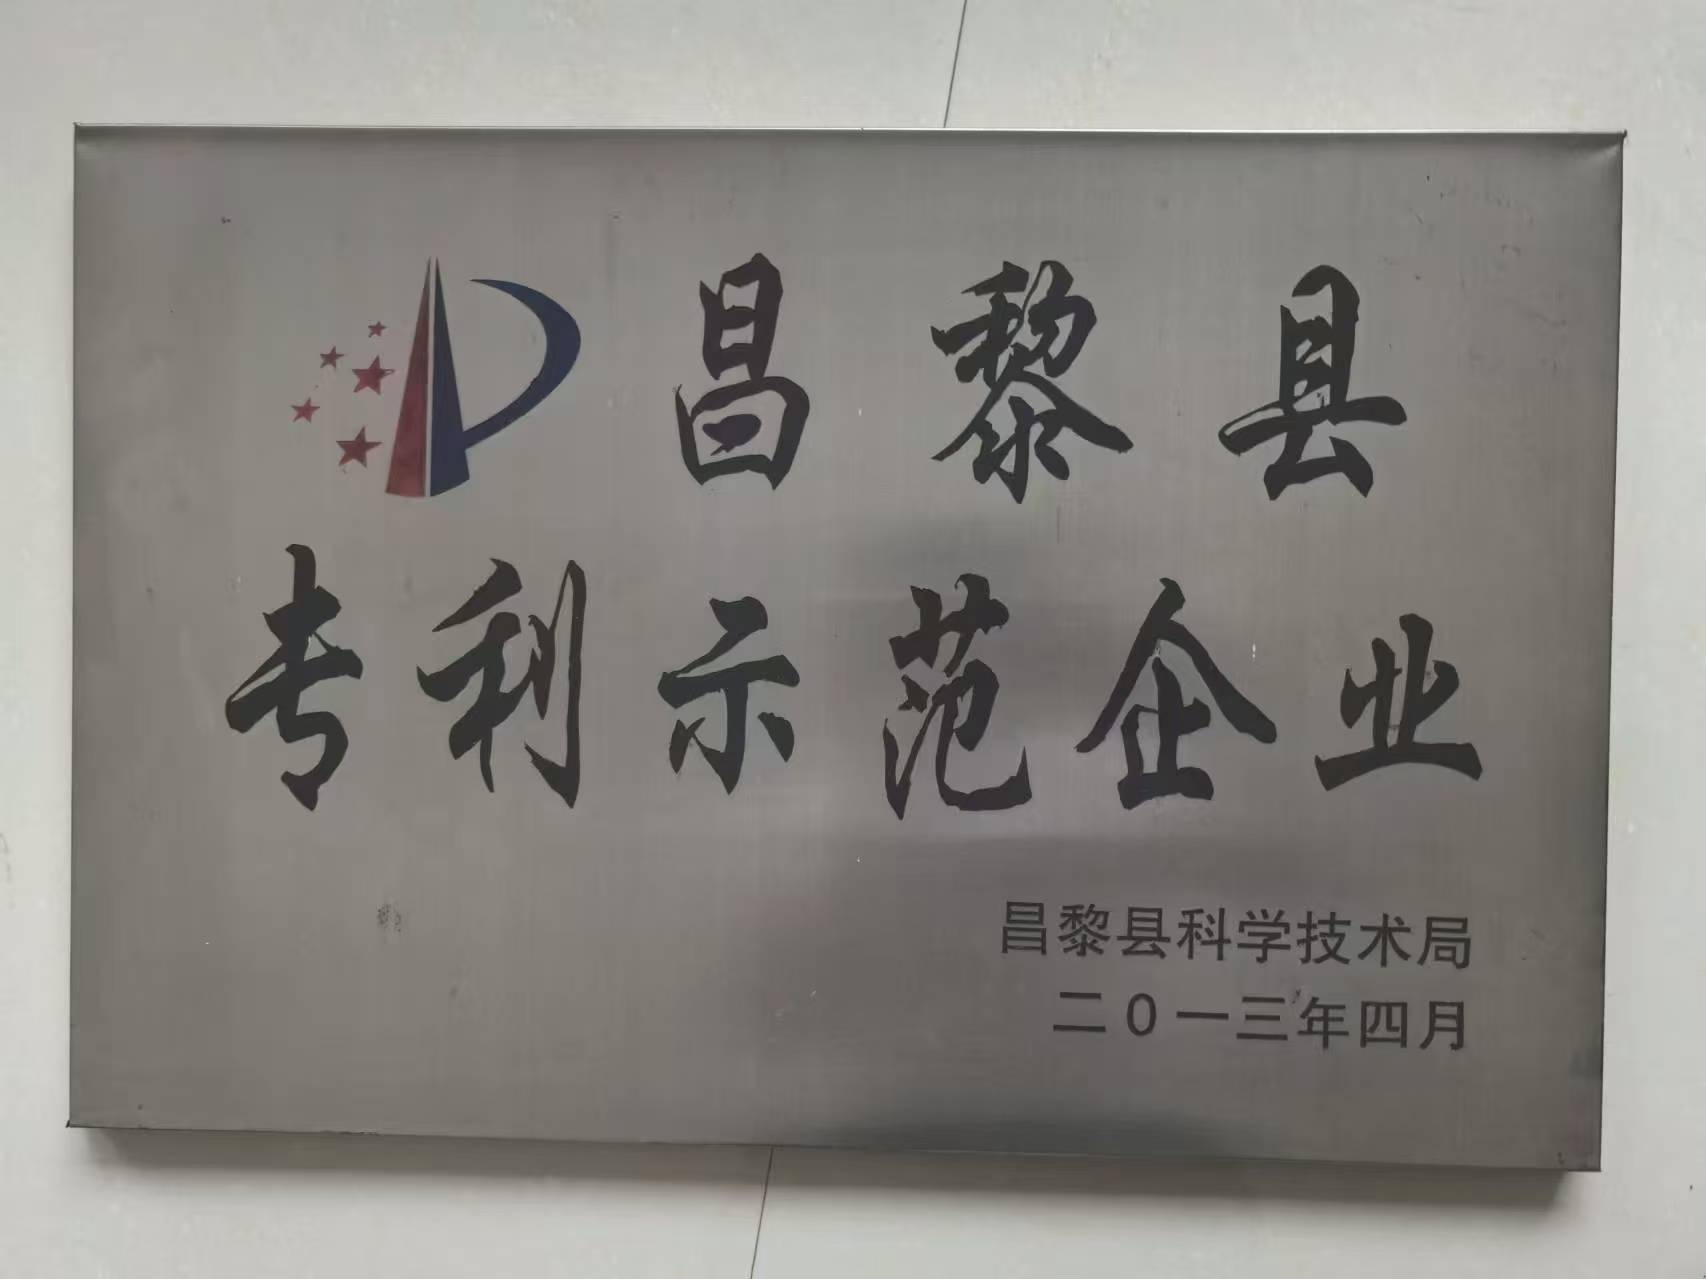 昌黎县
专利示范企业
昌黎县科学技术局
二0一三年四月